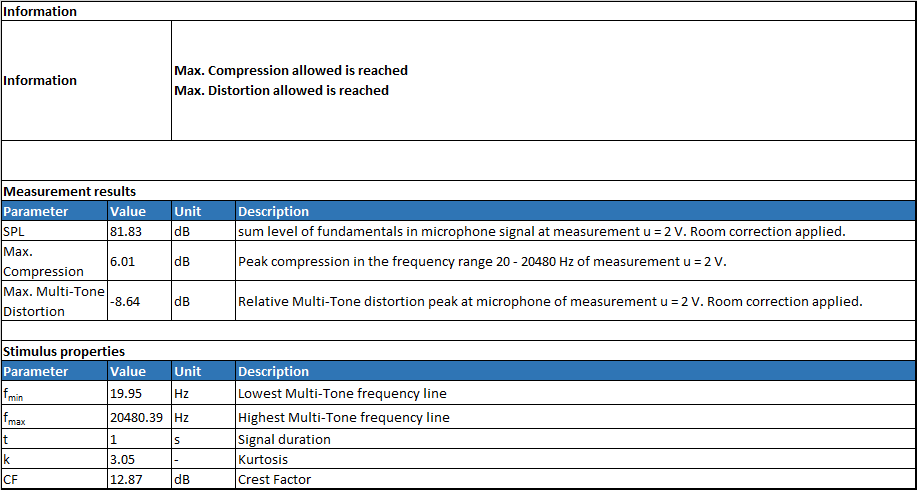 Information
Information
Max. Compression allowed is reached
Max. Distortion allowed is reached
Measurement results
Parameter Value Unit Description
SPL 81.83 dB sum level of fundamentals in microphone signal at measurement u = 2 V. Room correction applied.
Max. Compression 6.01 dB Peak compression in the frequency range 20 - 20480 Hz of measurement u = 2 V.
Max. Multi-Tone Distortion -8.64 dB Relative Multi-Tone distortion peak at microphone of measurement u = 2 V. Room correction applied.
Stimulus properties
Parameter Value Unit Description
fmin 19.95 Hz Lowest Multi-Tone frequency line
fmax 20480.39 Hz Highest Multi-Tone frequency line
t 1 s Signal duration
k 3.05 - Kurtosis
CF 12.87 dB Crest Factor